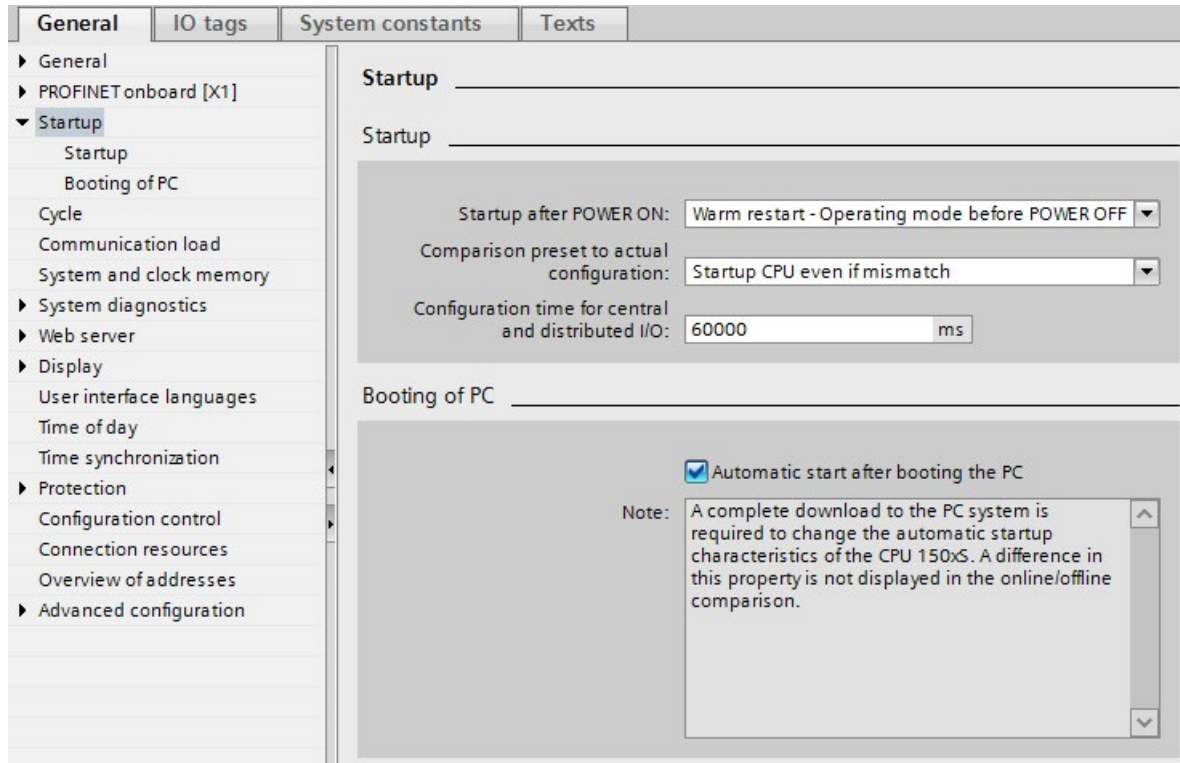 General
IO tags
System constants
Texts
General
PROFINET onboard [X1]
Startup
Startup
Booting of PC
Cycle
Communication load
System and clock memory
System diagnostics
Web server
Display
User interface languages
Time of day
Time synchronization
Protection
Configuration control
Connection resources
Overview of addresses
Advanced configuration
Startup
Startup
Startup after POWER ON:
Warm restart - Operating mode before POWER OFF
Comparison preset to actual
configuration:
Startup CPU even if mismatch
Configuration time for central
and distributed I/O:
60000
ms
Booting of PC
Automatic start after booting the PC
Note:
A complete download to the PC system is
required to change the automatic startup
characteristics of the CPU 150xS. A difference in
this property is not displayed in the online/offline
comparison.